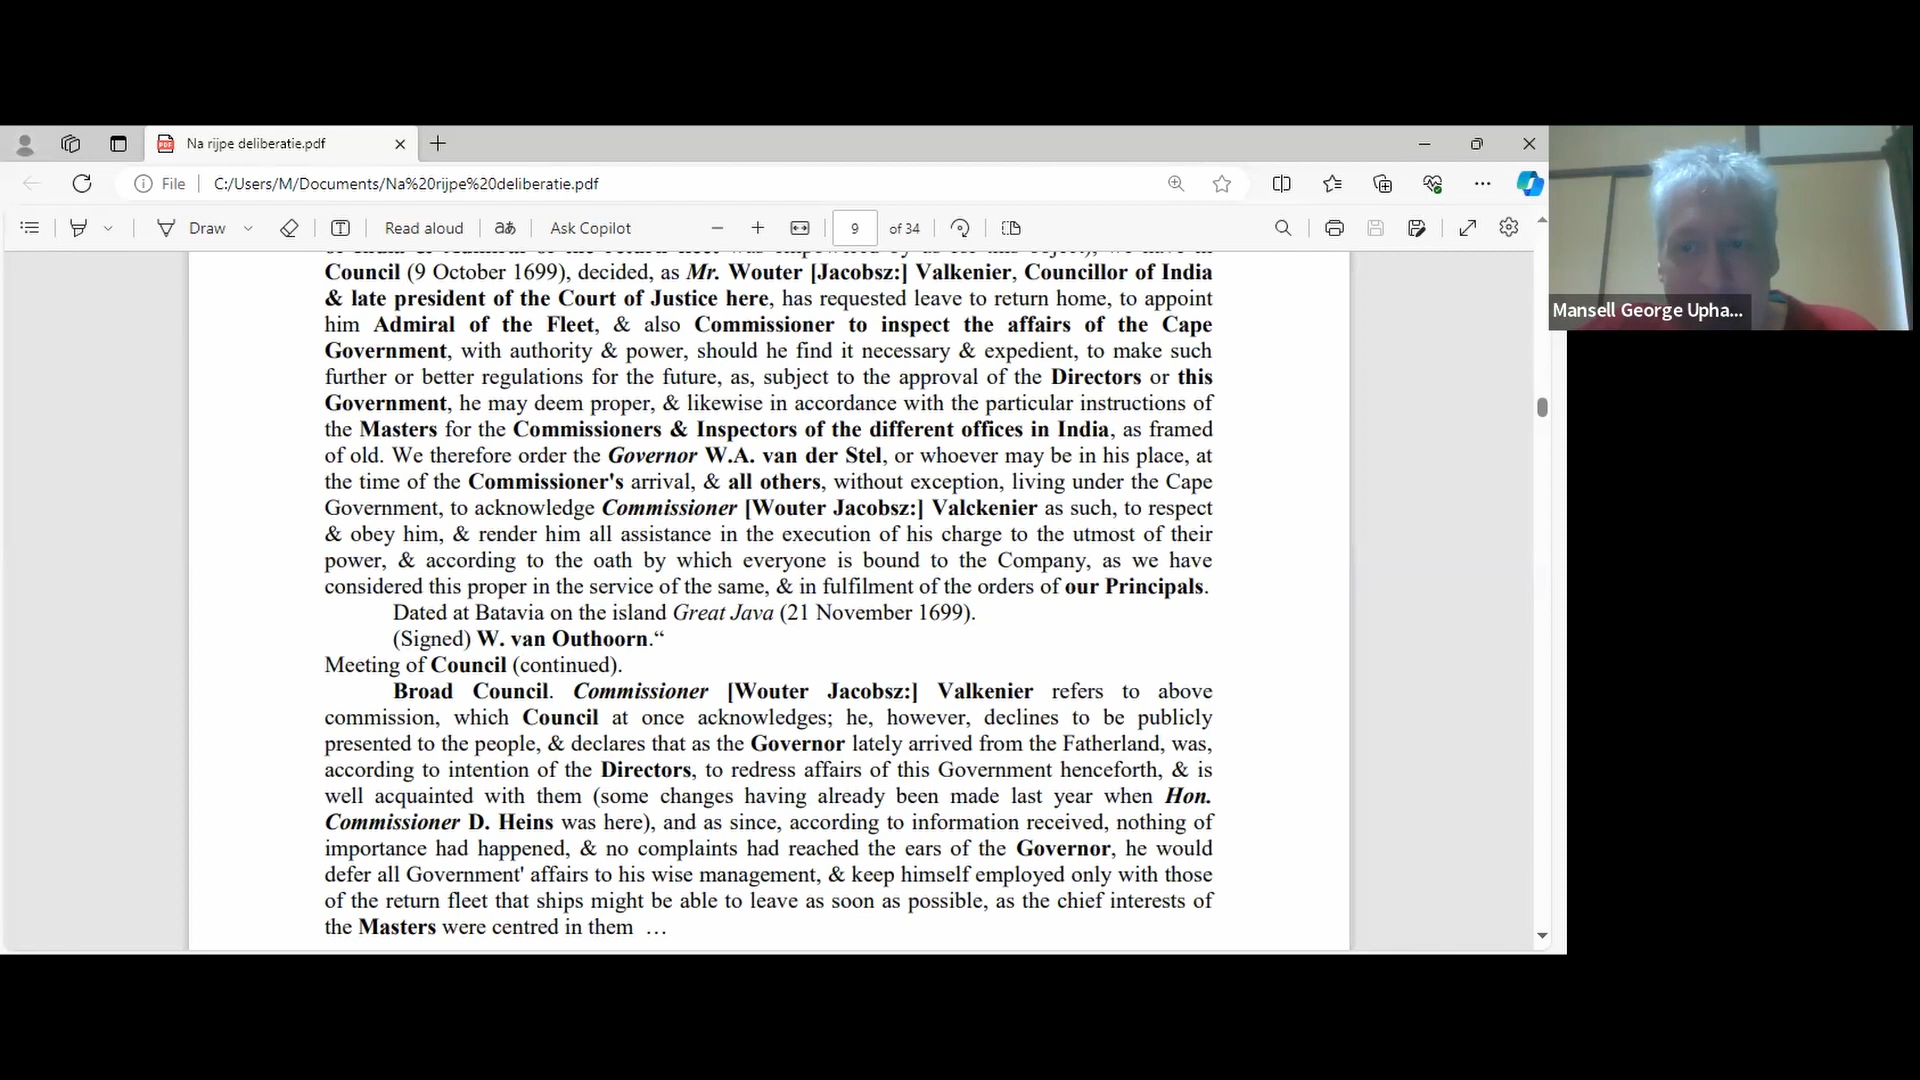 Na rijpe deliberatie.pdf
File
C:/Users/M/Documents/Na%20rijpe%20deliberatie.pdf
Draw
Read aloud
aあ
Ask Copilot
9 of 34
Council (9 October 1699), decided, as Mr. Wouter [Jacobsz:] Valkenier, Councillor of India
& late president of the Court of Justice here, has requested leave to return home, to appoint
him Admiral of the Fleet, & also Commissioner to inspect the affairs of the Cape
Government, with authority & power, should he find it necessary & expedient, to make such
further or better regulations for the future, as, subject to the approval of the Directors or this
Government, he may deem proper, & likewise in accordance with the particular instructions of
the Masters for the Commissioners & Inspectors of the different offices in India, as framed
of old. We therefore order the Governor W.A. van der Stel, or whoever may be in his place, at
the time of the Commissioner's arrival, & all others, without exception, living under the Cape
Government, to acknowledge Commissioner [Wouter Jacobsz:] Valckenier as such, to respect
& obey him, & render him all assistance in the execution of his charge to the utmost of their
power, & according to the oath by which everyone is bound to the Company, as we have
considered this proper in the service of the same, & in fulfilment of the orders of our Principals.
Dated at Batavia on the island Great Java (21 November 1699).
(Signed) W. van Outhoorn.“
Meeting of Council (continued).
Broad Council. Commissioner [Wouter Jacobsz:] Valkenier refers to above
commission, which Council at once acknowledges; he, however, declines to be publicly
presented to the people, & declares that as the Governor lately arrived from the Fatherland, was,
according to intention of the Directors, to redress affairs of this Government henceforth, & is
well acquainted with them (some changes having already been made last year when Hon.
Commissioner D. Heins was here), and as since, according to information received, nothing of
importance had happened, & no complaints had reached the ears of the Governor, he would
defer all Government' affairs to his wise management, & keep himself employed only with those
of the return fleet that ships might be able to leave as soon as possible, as the chief interests of
the Masters were centred in them …
Mansell George Upha...